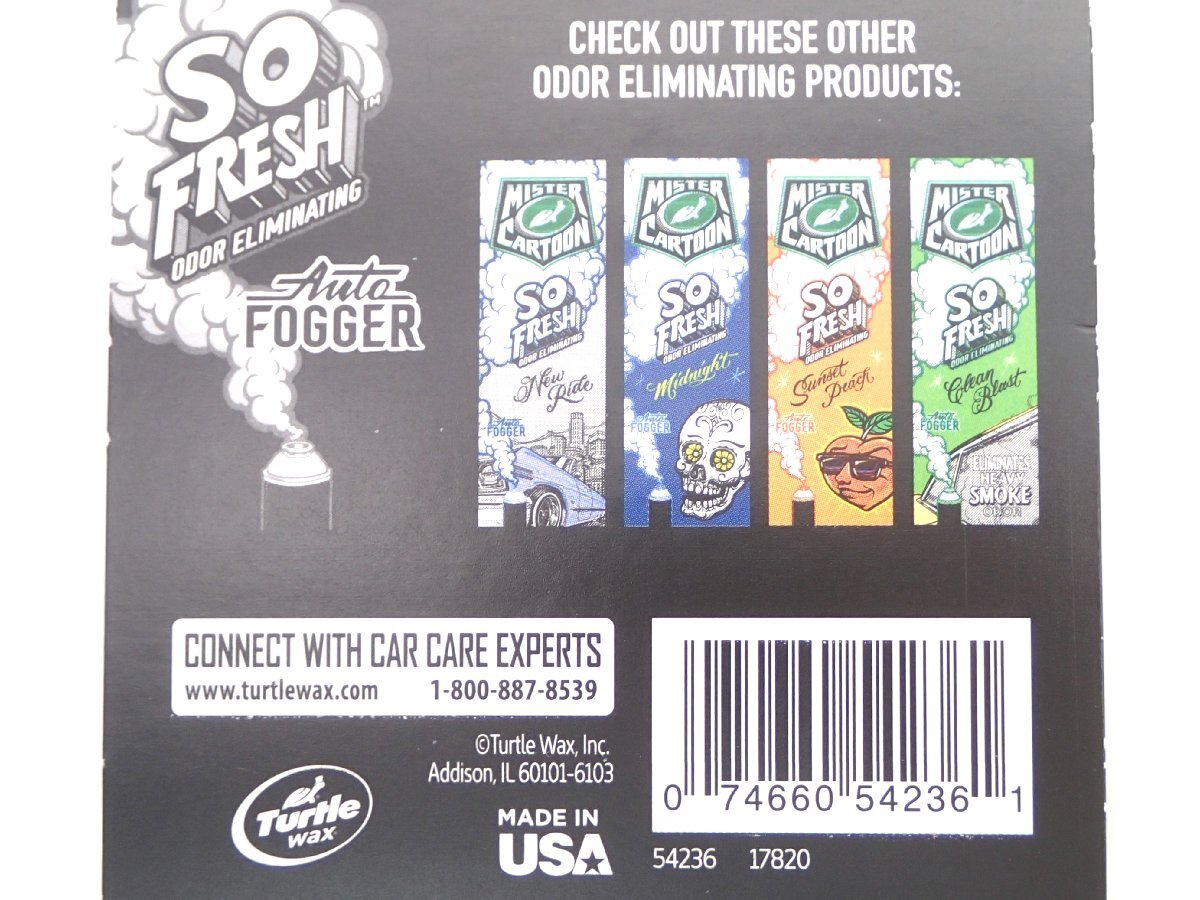 SO
FRESH™
ODOR ELIMINATING
Auto
FOGGER
CHECK OUT THESE OTHER
ODOR ELIMINATING PRODUCTS:
MISTER
CARTOON
SO
FRESH
ODOR ELIMINATING
New
Ride
Auto
FOGGER
MISTER
CARTOON
SO
FRESH
ODOR ELIMINATING
Midnight
Auto
FOGGER
MISTER
CARTOON
SO
FRESH
ODOR ELIMINATING
Sunset
Peach
Auto
FOGGER
MISTER
CARTOON
SO
FRESH
ODOR ELIMINATING
Clean
Blast
Auto
FOGGER
ELIMINATES
HEAVY
SMOKE
ODOR
CONNECT WITH CAR CARE EXPERTS
www.turtlewax.com 1-800-887-8539
©Turtle Wax, Inc.
Addison, IL 60101-6103
Turtle
wax
MADE IN
USA
0 74660 54236 1
54236 17820